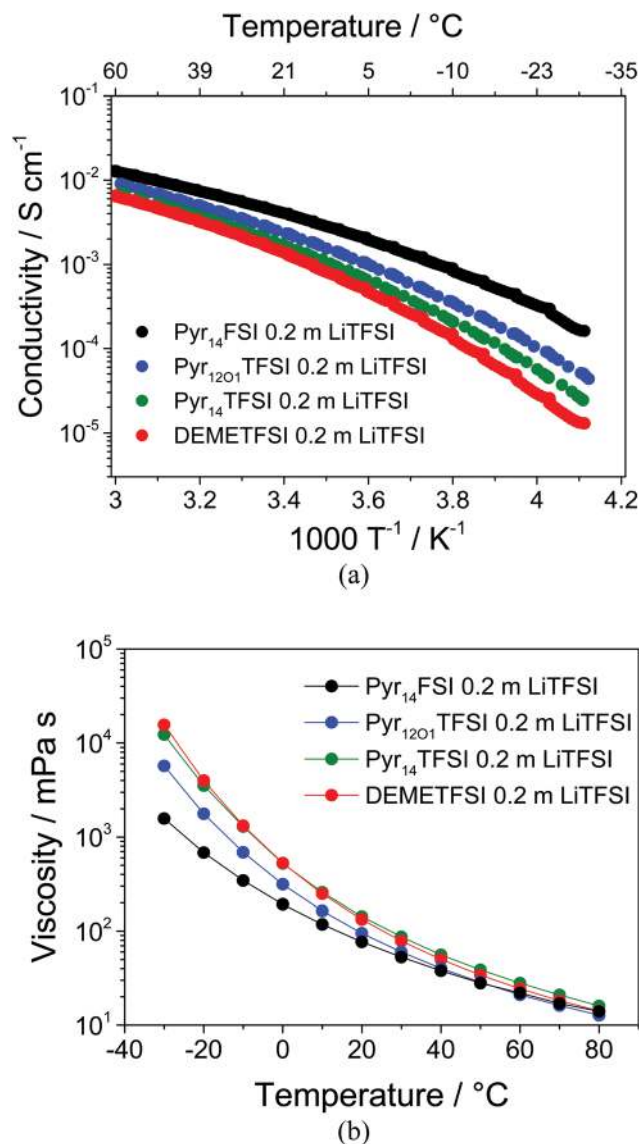 Temperature / °C
60 39 21 5 -10 -23 -35
Conductivity / S cm⁻¹
10⁻¹
10⁻²
10⁻³
10⁻⁴
10⁻⁵
Pyr₁₄FSI 0.2 m LiTFSI
Pyr₁₂₀₁TFSI 0.2 m LiTFSI
Pyr₁₄TFSI 0.2 m LiTFSI
DEMETFSI 0.2 m LiTFSI
3 3.2 3.4 3.6 3.8 4 4.2
1000 T⁻¹ / K⁻¹
(a)
Viscosity / mPa s
10⁵
10⁴
10³
10²
10¹
Pyr₁₄FSI 0.2 m LiTFSI
Pyr₁₂₀₁TFSI 0.2 m LiTFSI
Pyr₁₄TFSI 0.2 m LiTFSI
DEMETFSI 0.2 m LiTFSI
-40 -20 0 20 40 60 80
Temperature / °C
(b)